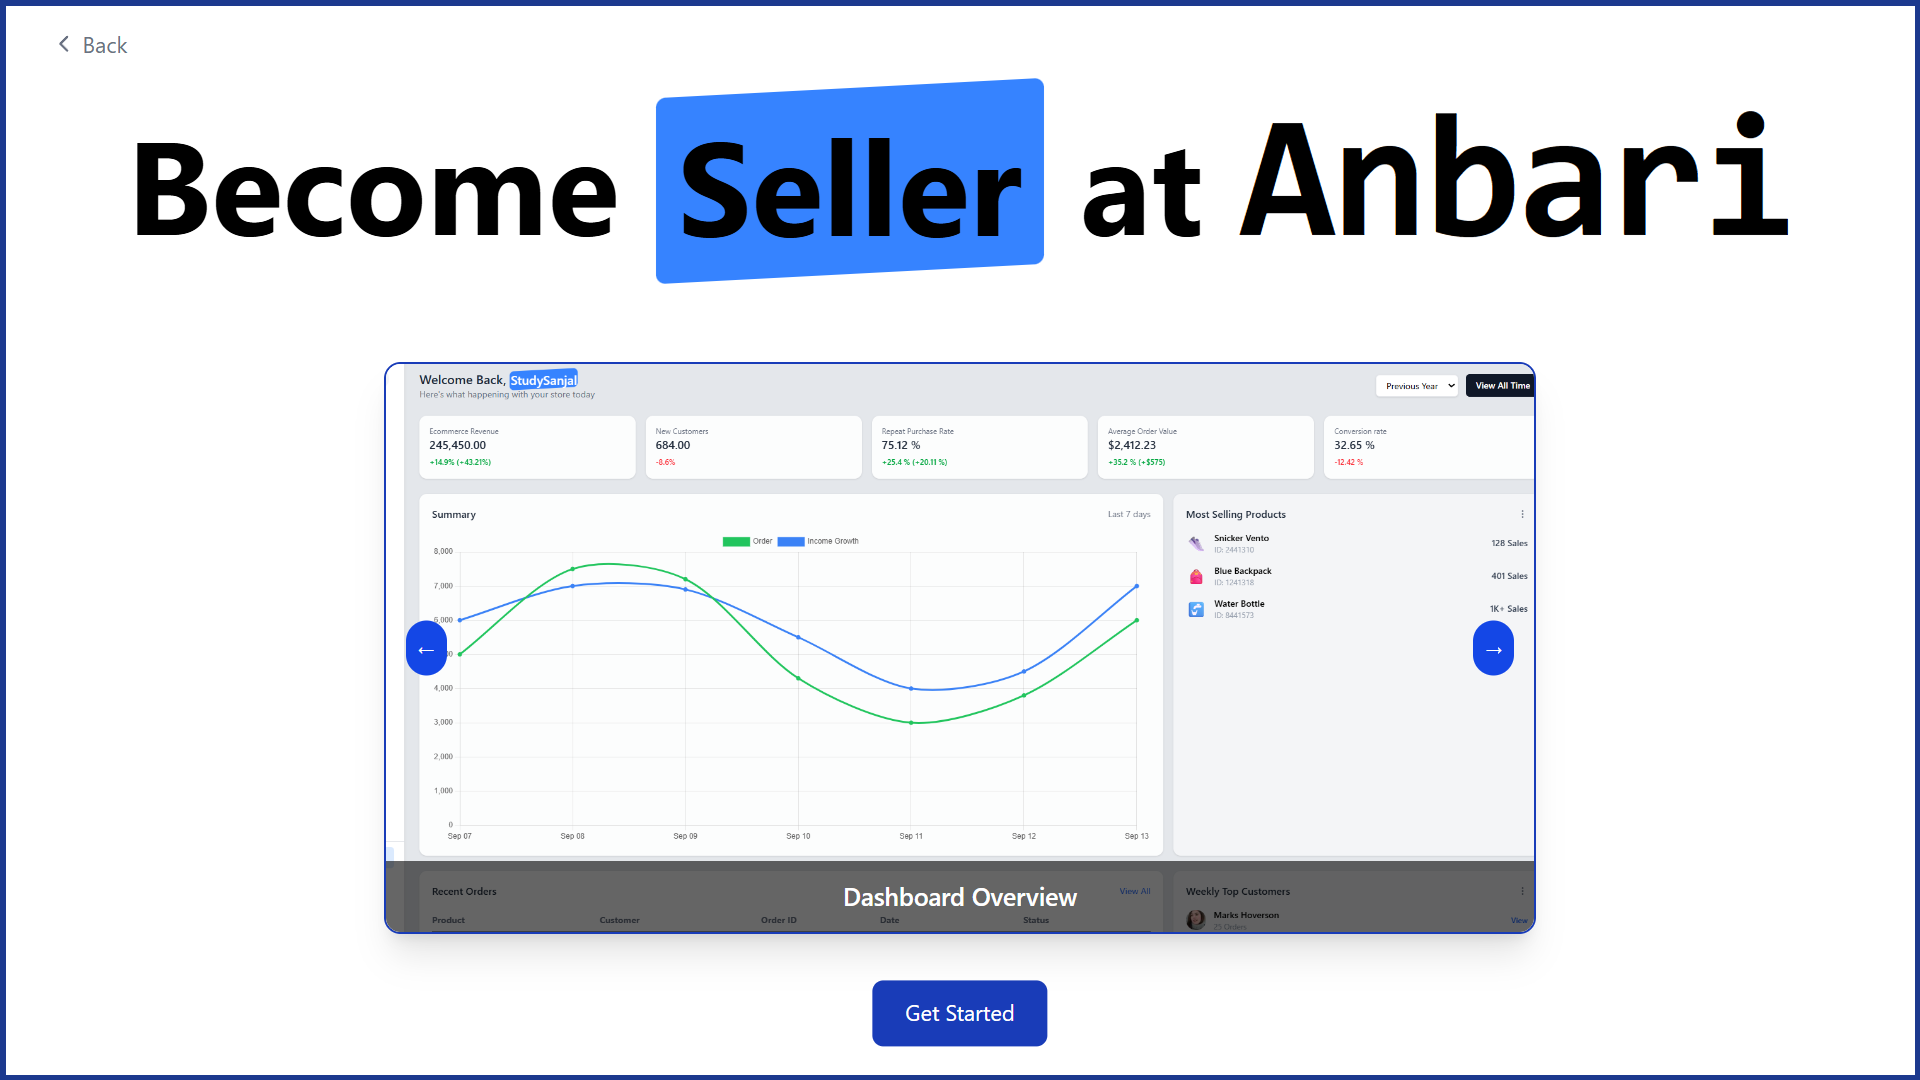 Back
Become Seller at Anbari
Welcome Back, StudySanjal
Here's what happening with your store today
Previous Year
View All Time
Ecommerce Revenue
245,450.00
+14.9% (+43.21%)
New Customers
684.00
-8.6%
Repeat Purchase Rate
75.12 %
+25.4 % (+20.11 %)
Average Order Value
$2,412.23
+35.2 % (+$575)
Conversion rate
32.65 %
-12.42 %
Summary
Last 7 days
Order
Income Growth
8,000
7,000
6,000
4,000
3,000
2,000
1,000
0
Sep 07
Sep 08
Sep 09
Sep 10
Sep 11
Sep 12
Sep 13
Most Selling Products
Snicker Vento
ID: 2441310
128 Sales
Blue Backpack
ID: 1241318
401 Sales
Water Bottle
ID: 8441573
1K+ Sales
←
→
Recent Orders
View All
Product
Customer
Order ID
Date
Status
Weekly Top Customers
Marks Hoverson
25 Orders
View
Dashboard Overview
Get Started